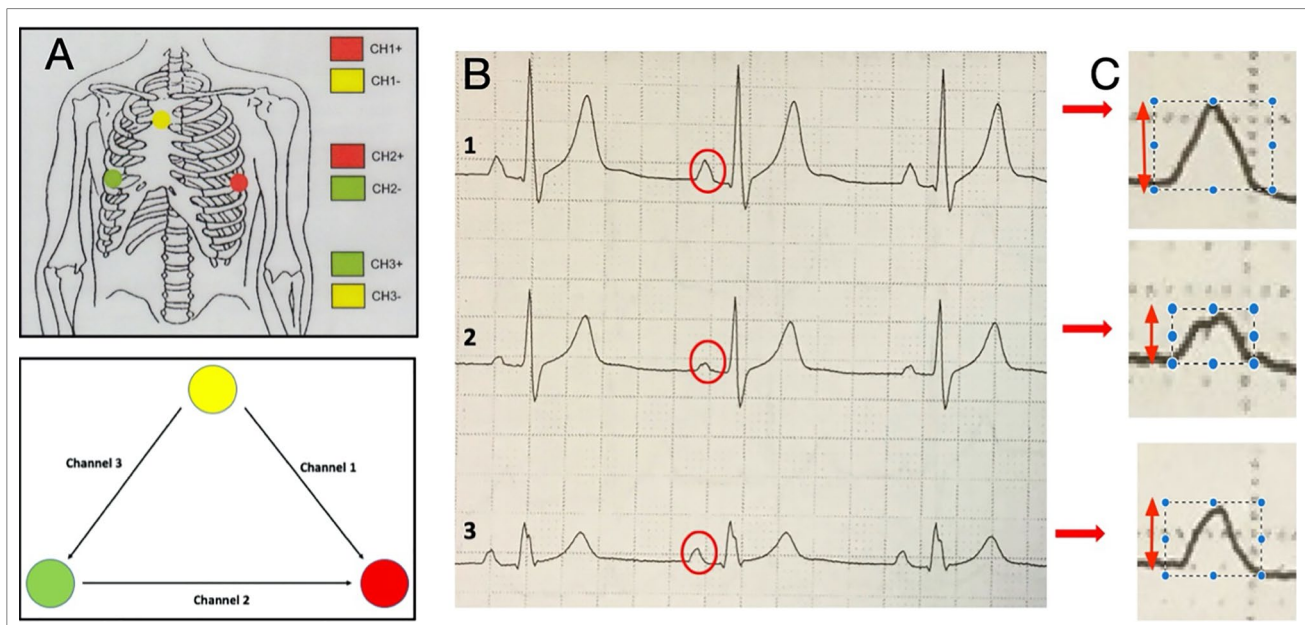 A
CH1+
CH1-
CH2+
CH2-
CH3+
CH3-
Channel 3
Channel 1
Channel 2
B
1
2
3
C